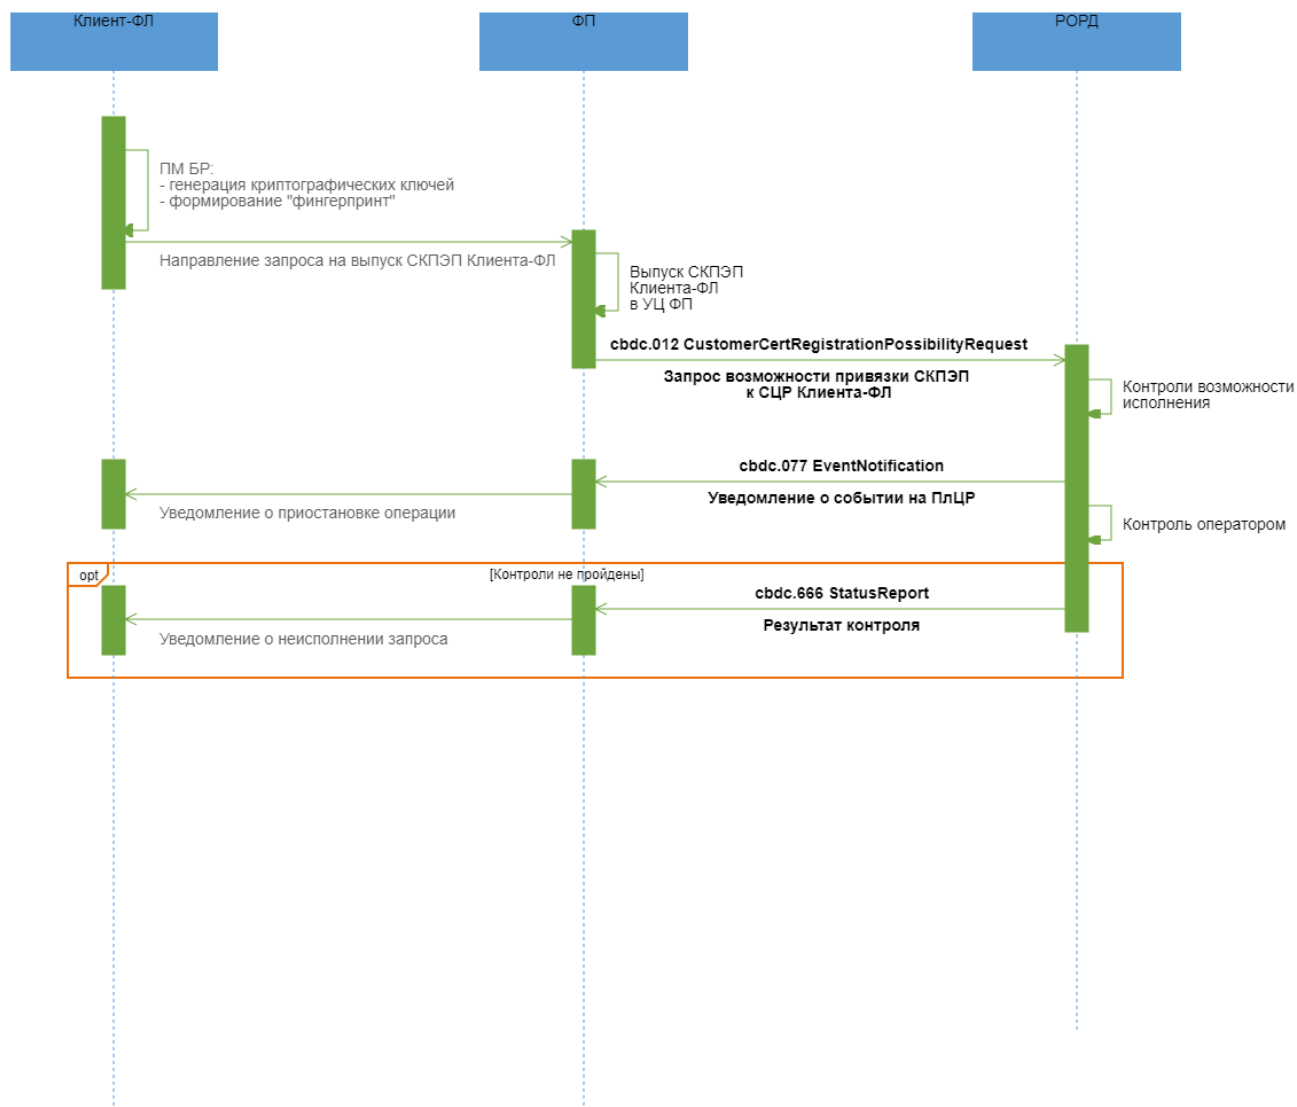 Клиент-ФЛ
ФП
РОРД
ПМ БР:
- генерация криптографических ключей
- формирование "фингерпринт"
Направление запроса на выпуск СКПЭП Клиента-ФЛ
Выпуск СКПЭП
Клиента-ФЛ
в УЦ ФП
cbdc.012 CustomerCertRegistrationPossibilityRequest
Запрос возможности привязки СКПЭП
к СЦР Клиента-ФЛ
Контроли возможности
исполнения
cbdc.077 EventNotification
Уведомление о событии на ПлЦР
Уведомление о приостановке операции
Контроль оператором
opt
[Контроли не пройдены]
cbdc.666 StatusReport
Результат контроля
Уведомление о неисполнении запроса